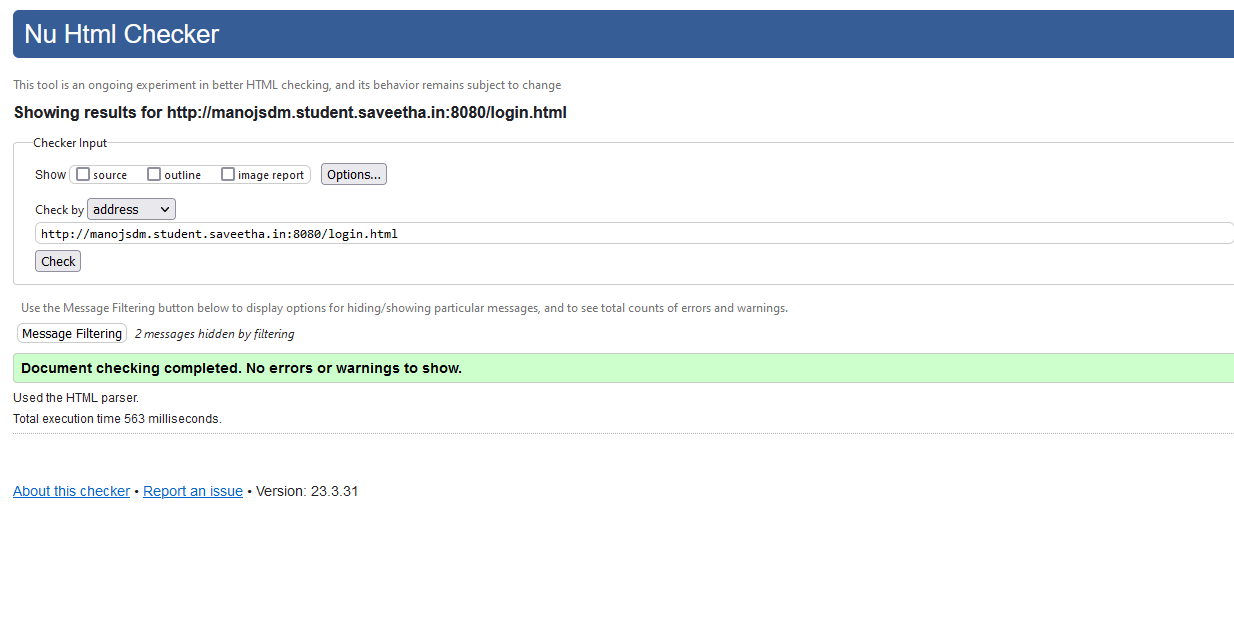 Nu Html Checker
This tool is an ongoing experiment in better HTML checking, and its behavior remains subject to change
Showing results for http://manojsdm.student.saveetha.in:8080/login.html
Checker Input
Show source outline image report Options...
Check by address
http://manojsdm.student.saveetha.in:8080/login.html
Check
Use the Message Filtering button below to display options for hiding/showing particular messages, and to see total counts of errors and warnings.
Message Filtering 2 messages hidden by filtering
Document checking completed. No errors or warnings to show.
Used the HTML parser.
Total execution time 563 milliseconds.
About this checker • Report an issue • Version: 23.3.31